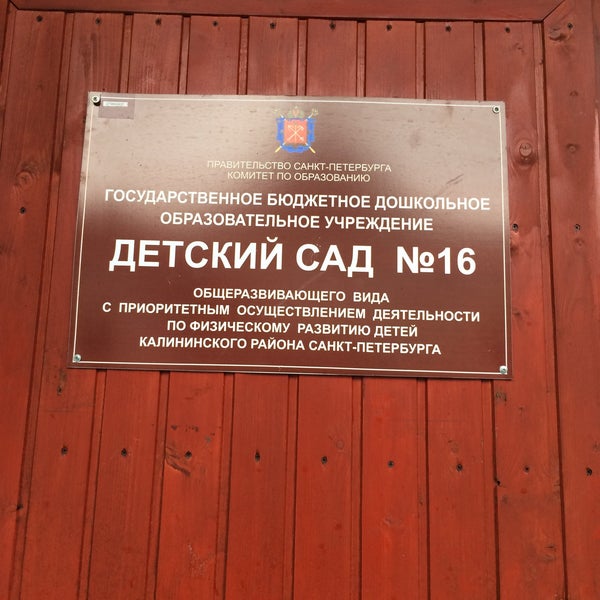 ПРАВИТЕЛЬСТВО САНКТ-ПЕТЕРБУРГА
КОМИТЕТ ПО ОБРАЗОВАНИЮ
ГОСУДАРСТВЕННОЕ БЮДЖЕТНОЕ ДОШКОЛЬНОЕ
ОБРАЗОВАТЕЛЬНОЕ УЧРЕЖДЕНИЕ
ДЕТСКИЙ САД №16
ОБЩЕРАЗВИВАЮЩЕГО ВИДА
С ПРИОРИТЕТНЫМ ОСУЩЕСТВЛЕНИЕМ ДЕЯТЕЛЬНОСТИ
ПО ФИЗИЧЕСКОМУ РАЗВИТИЮ ДЕТЕЙ
КАЛИНИНСКОГО РАЙОНА САНКТ-ПЕТЕРБУРГА